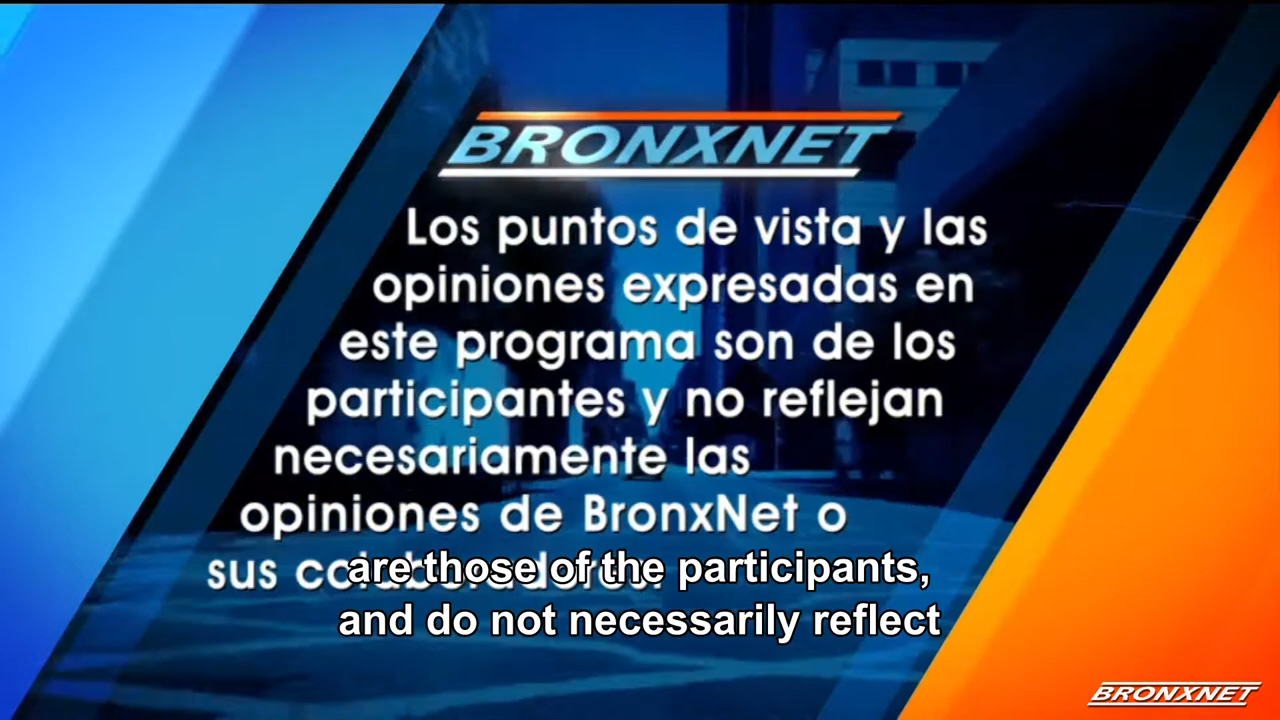 BRONXNET
Los puntos de vista y las
opiniones expresadas en
este programa son de los
participantes y no reflejan
necesariamente las
opiniones de BronxNet o
sus colaboradores.
are those of the participants,
and do not necessarily reflect
BRONXNET